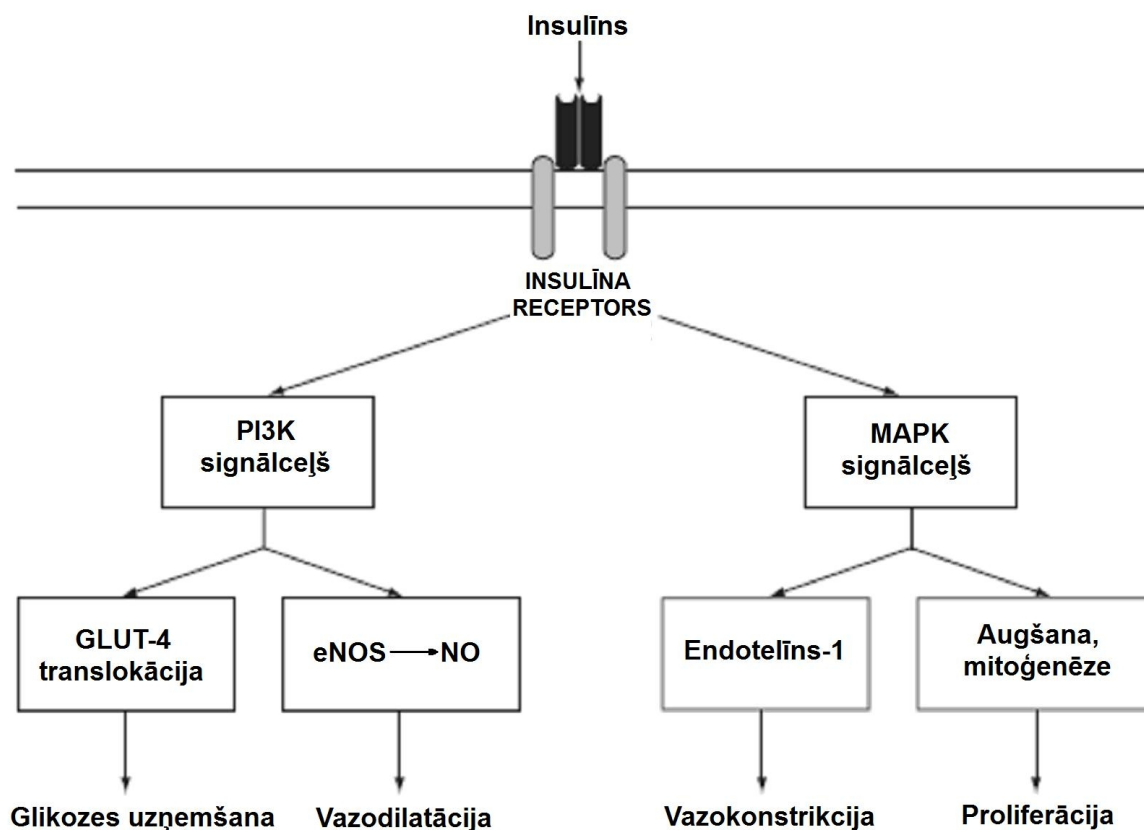 Insulīns
INSULĪNA
RECEPTORS
PI3K
signālceļš
MAPK
signālceļš
GLUT-4
translokācija
eNOS → NO
Endotelīns-1
Augšana,
mitoģenēze
Glikozes uzņemšana
Vazodilatācija
Vazokonstrikcija
Proliferācija